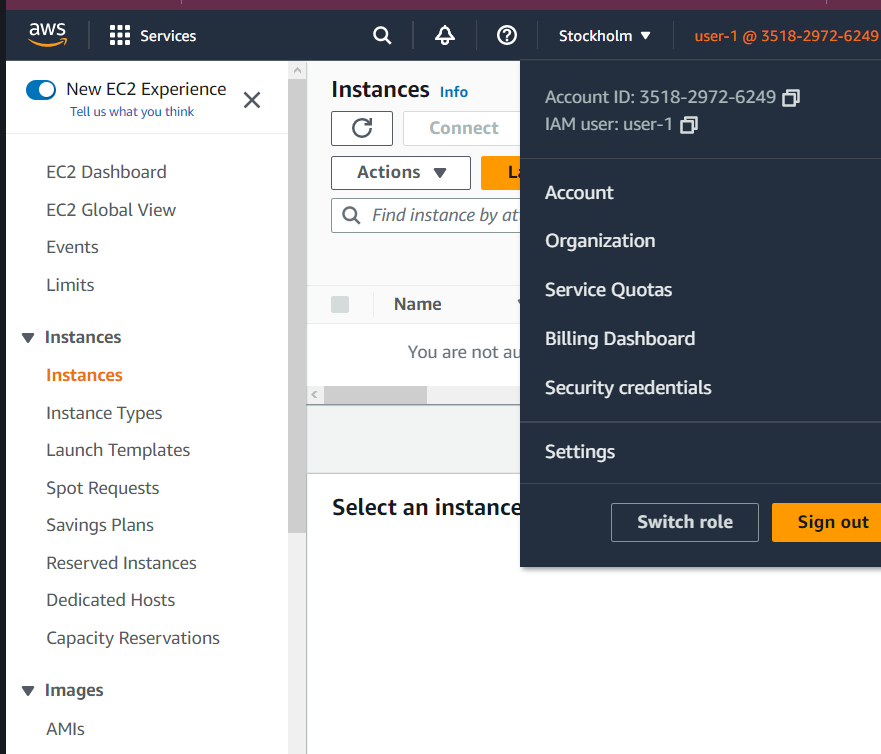 aws
Services
Stockholm
user-1 @ 3518-2972-6249
New EC2 Experience
Tell us what you think
EC2 Dashboard
EC2 Global View
Events
Limits
Instances
Instances
Instance Types
Launch Templates
Spot Requests
Savings Plans
Reserved Instances
Dedicated Hosts
Capacity Reservations
Images
AMIs
Instances Info
Connect
Actions
Find instance by at
Name
You are not au
Select an instance
Account ID: 3518-2972-6249
IAM user: user-1
Account
Organization
Service Quotas
Billing Dashboard
Security credentials
Settings
Switch role
Sign out